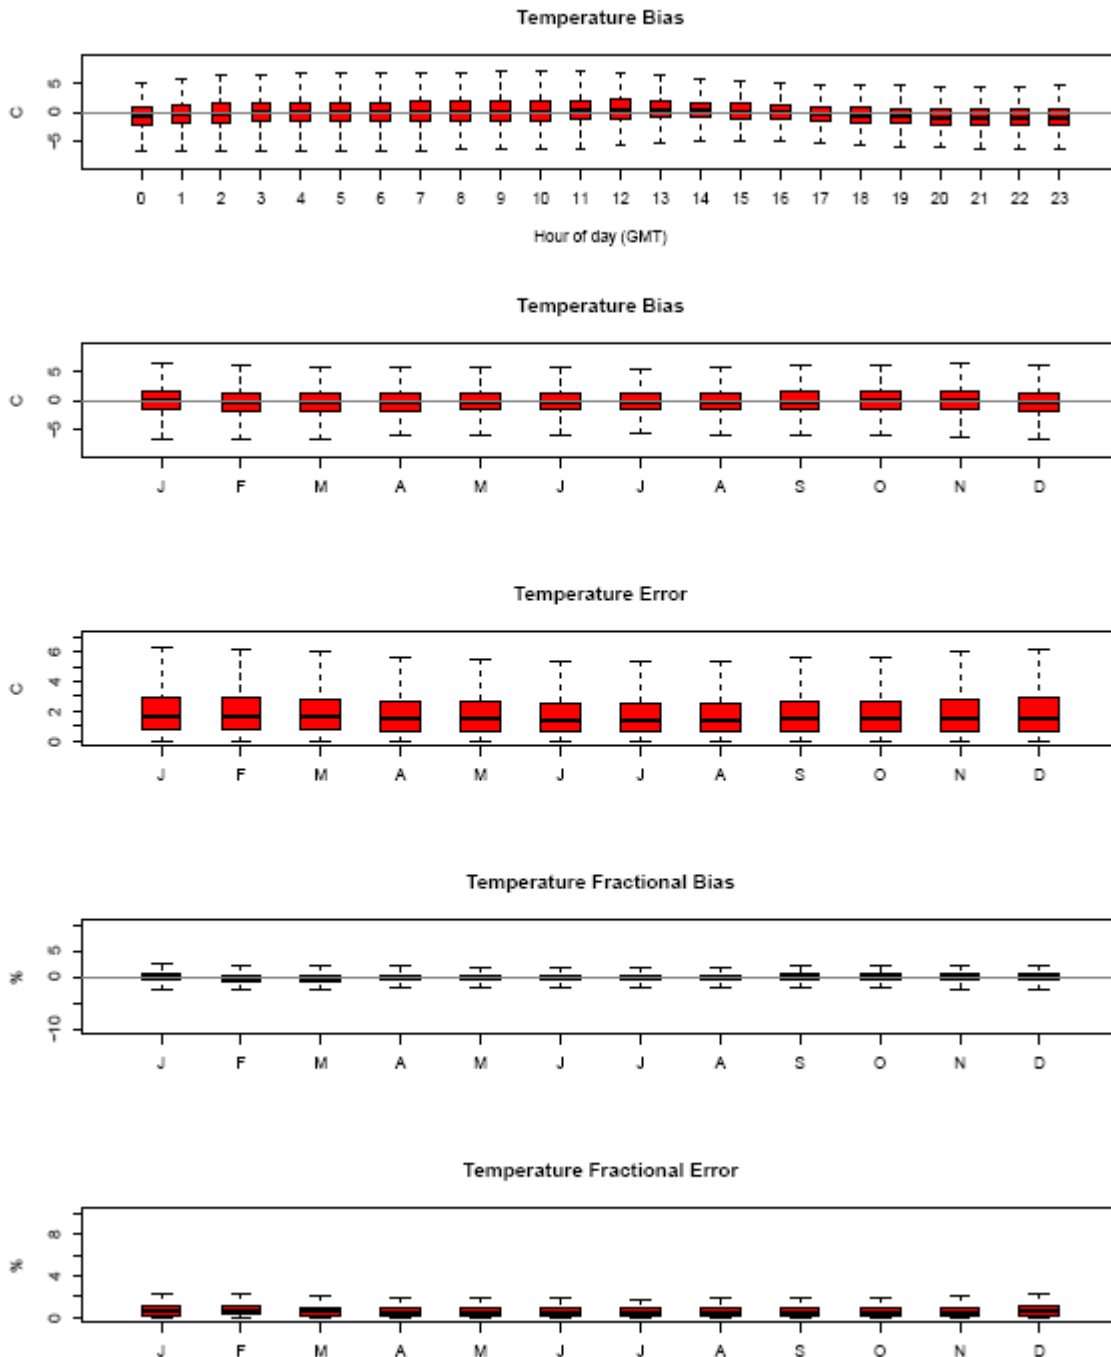 Temperature Bias
C
5
0
-5
0 1 2 3 4 5 6 7 8 9 10 11 12 13 14 15 16 17 18 19 20 21 22 23
Hour of day (GMT)
Temperature Bias
C
5
0
-5
J F M A M J J A S O N D
Temperature Error
C
6
4
2
0
J F M A M J J A S O N D
Temperature Fractional Bias
%
5
0
-10
J F M A M J J A S O N D
Temperature Fractional Error
%
8
4
0
J F M A M J J A S O N D